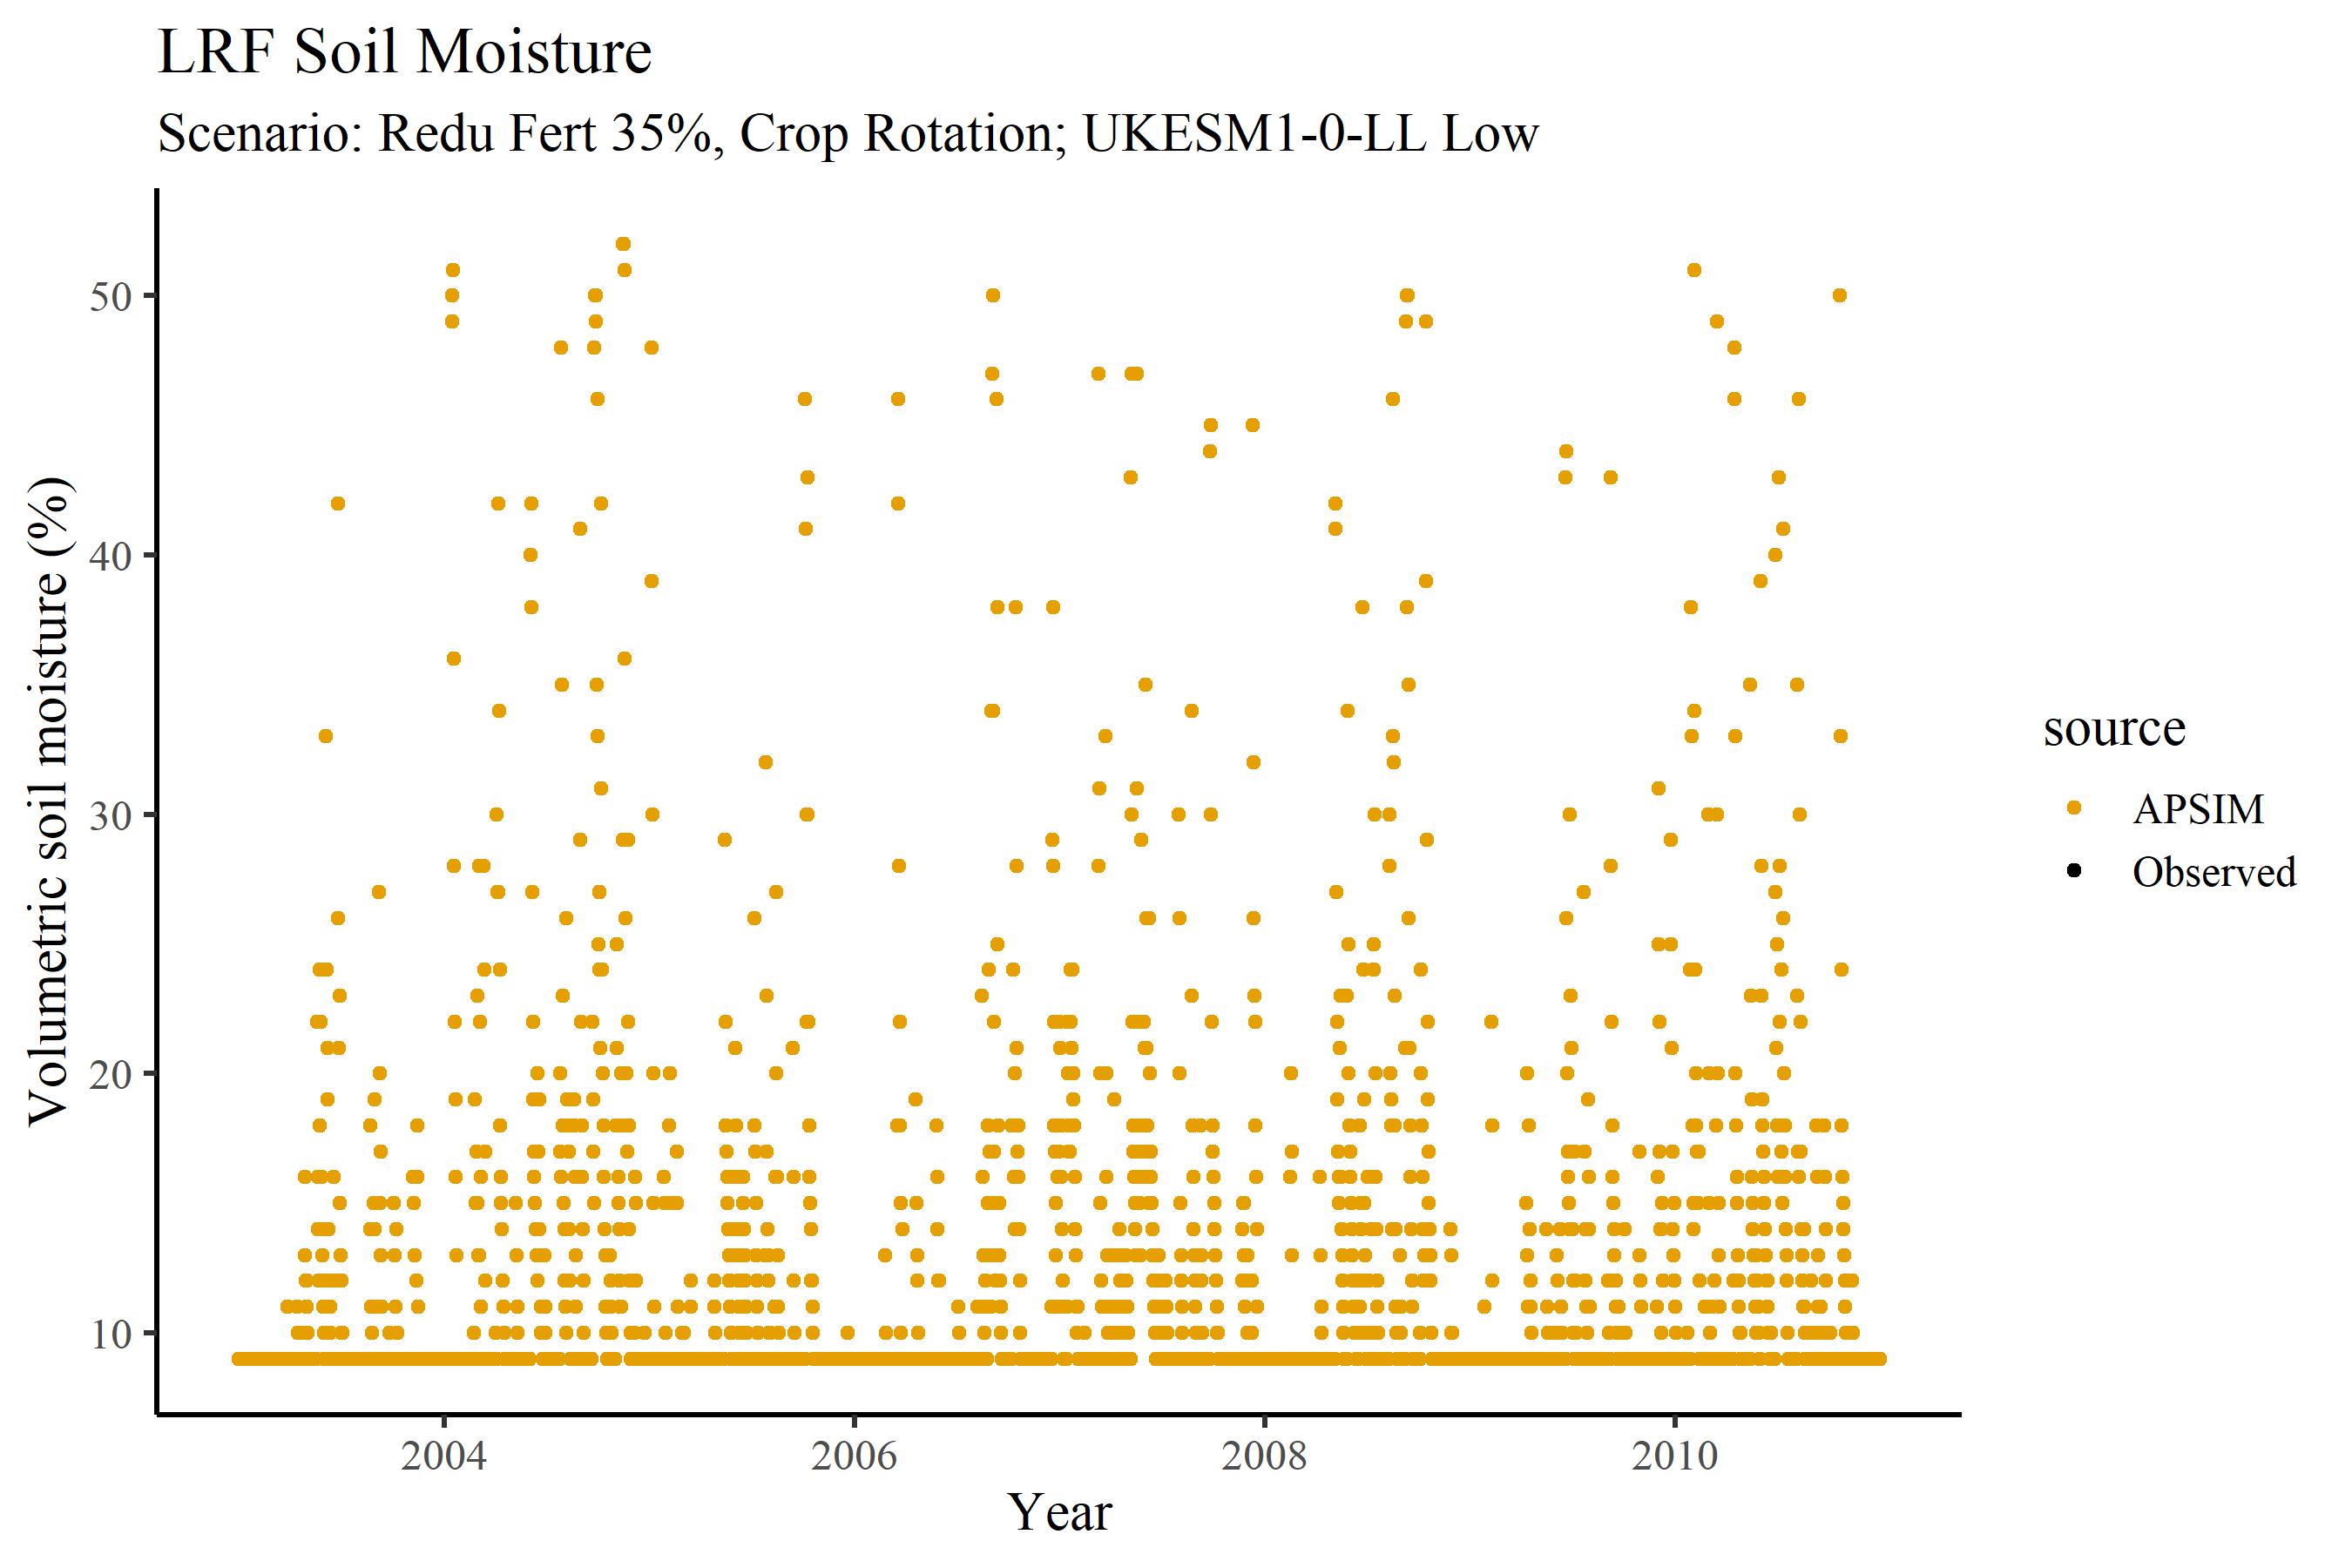 LRF Soil Moisture
Scenario: Redu Fert 35%, Crop Rotation; UKESM1-0-LL Low
Volumetric soil moisture (%)
50
40
30
20
10
2004
2006
2008
2010
Year
source
APSIM
Observed